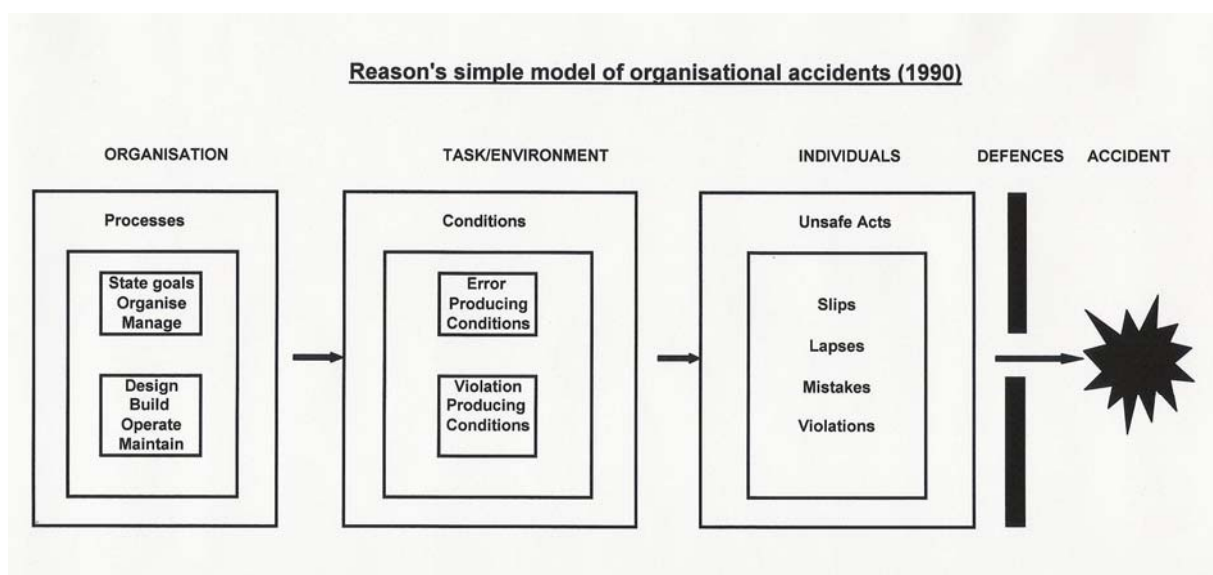 Reason's simple model of organisational accidents (1990)
ORGANISATION
TASK/ENVIRONMENT
INDIVIDUALS
DEFENCES
ACCIDENT
Processes
State goals
Organise
Manage
Design
Build
Operate
Maintain
Conditions
Error
Producing
Conditions
Violation
Producing
Conditions
Unsafe Acts
Slips
Lapses
Mistakes
Violations